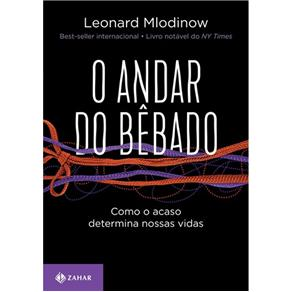 Leonard Mlodinow
Best-seller internacional • Livro notável do NY Times
O ANDAR
DO BÊBADO
Como o acaso
determina nossas vidas
ZAHAR